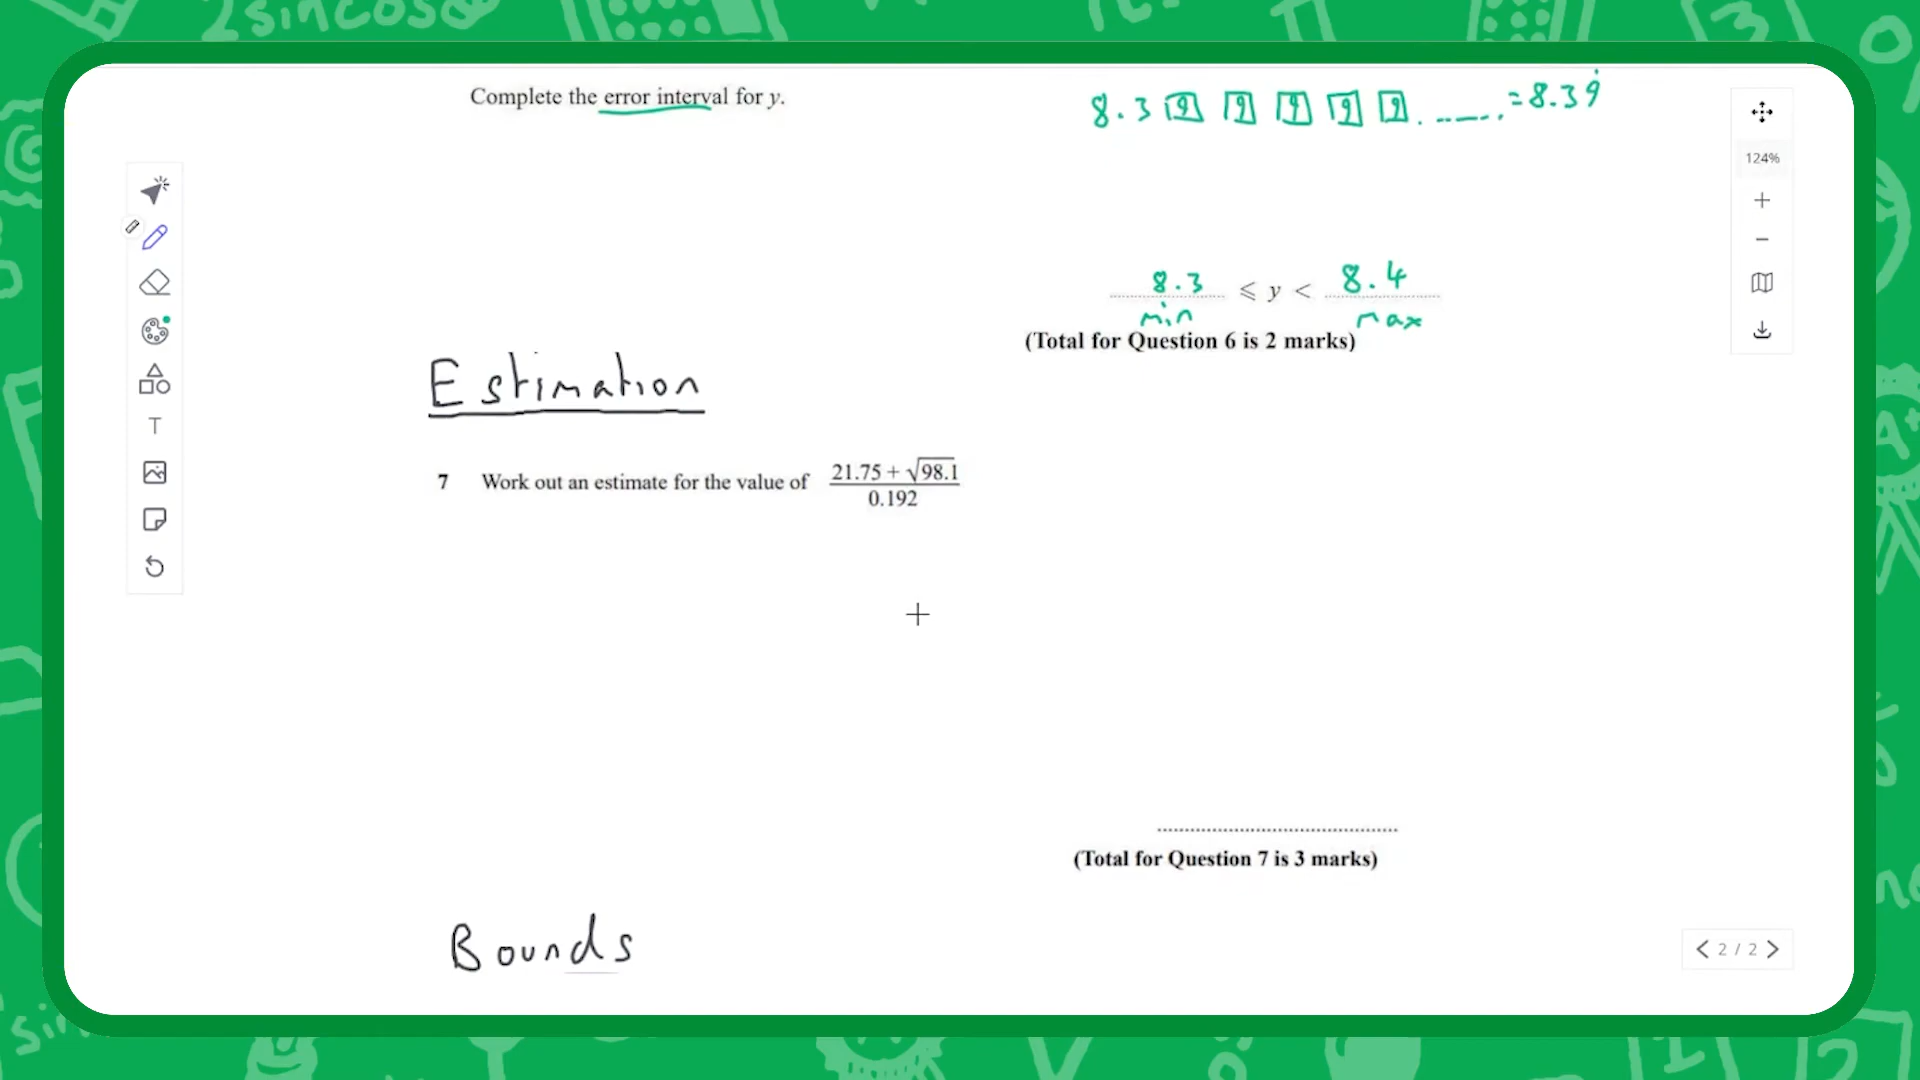 2sincos
Complete the error interval for y.
8.3 9 9 9 9 9 ...... = 8.39̇
124%
8.3 ⩽ y < 8.4
min max
(Total for Question 6 is 2 marks)
Estimation
7 Work out an estimate for the value of (21.75 + √98.1) / 0.192
(Total for Question 7 is 3 marks)
Bounds
2 / 2